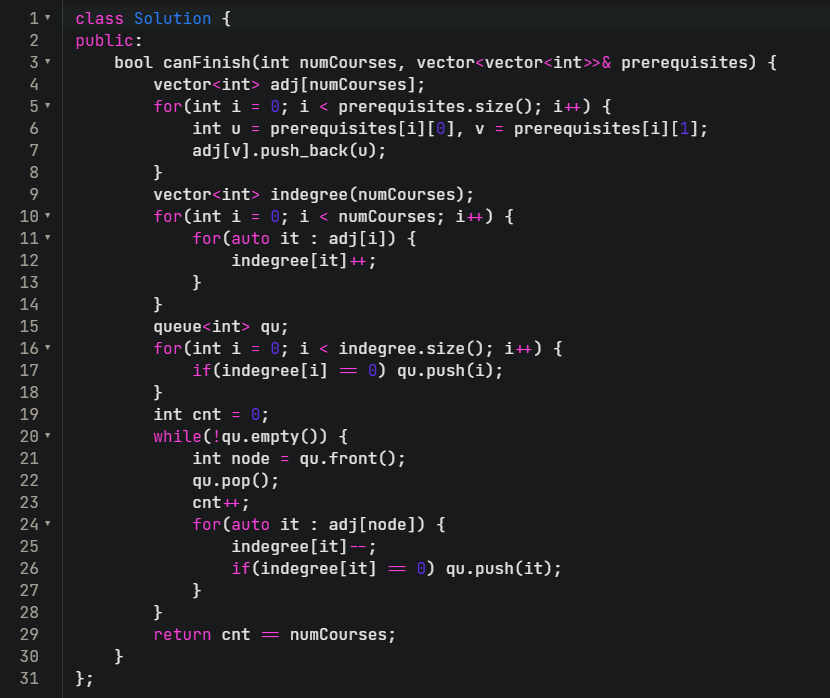 1 class Solution {
2 public:
3     bool canFinish(int numCourses, vector<vector<int>>& prerequisites) {
4         vector<int> adj[numCourses];
5         for(int i = 0; i < prerequisites.size(); i++) {
6             int u = prerequisites[i][0], v = prerequisites[i][1];
7             adj[v].push_back(u);
8         }
9         vector<int> indegree(numCourses);
10         for(int i = 0; i < numCourses; i++) {
11             for(auto it : adj[i]) {
12                 indegree[it]++;
13             }
14         }
15         queue<int> qu;
16         for(int i = 0; i < indegree.size(); i++) {
17             if(indegree[i] == 0) qu.push(i);
18         }
19         int cnt = 0;
20         while(!qu.empty()) {
21             int node = qu.front();
22             qu.pop();
23             cnt++;
24             for(auto it : adj[node]) {
25                 indegree[it]--;
26                 if(indegree[it] == 0) qu.push(it);
27             }
28         }
29         return cnt == numCourses;
30     }
31 };